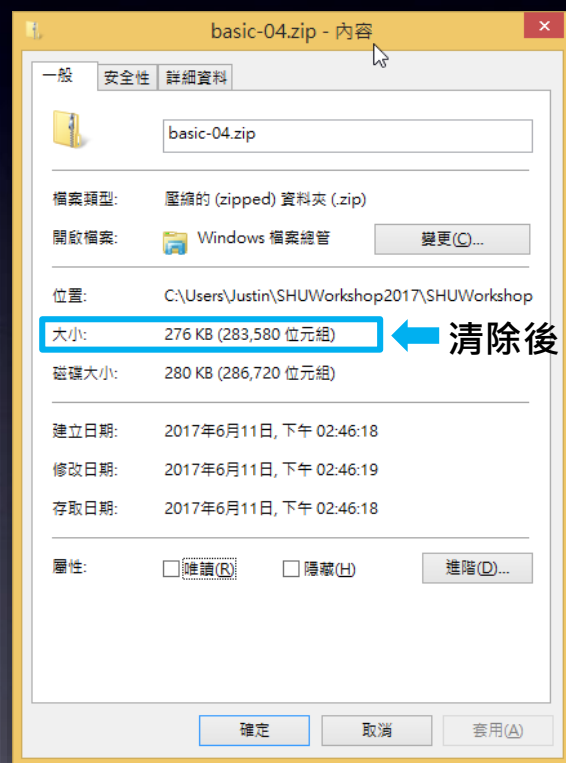 basic-04.zip - 內容
一般 安全性 詳細資料
basic-04.zip
檔案類型: 壓縮的 (zipped) 資料夾 (.zip)
開啟檔案: Windows 檔案總管 變更(C)...
位置: C:\Users\Justin\SHUWorkshop2017\SHUWorkshop
大小: 276 KB (283,580 位元組) 清除後
磁碟大小: 280 KB (286,720 位元組)
建立日期: 2017年6月11日, 下午 02:46:18
修改日期: 2017年6月11日, 下午 02:46:19
存取日期: 2017年6月11日, 下午 02:46:18
屬性: 唯讀(R) 隱藏(H) 進階(D)...
確定 取消 套用(A)